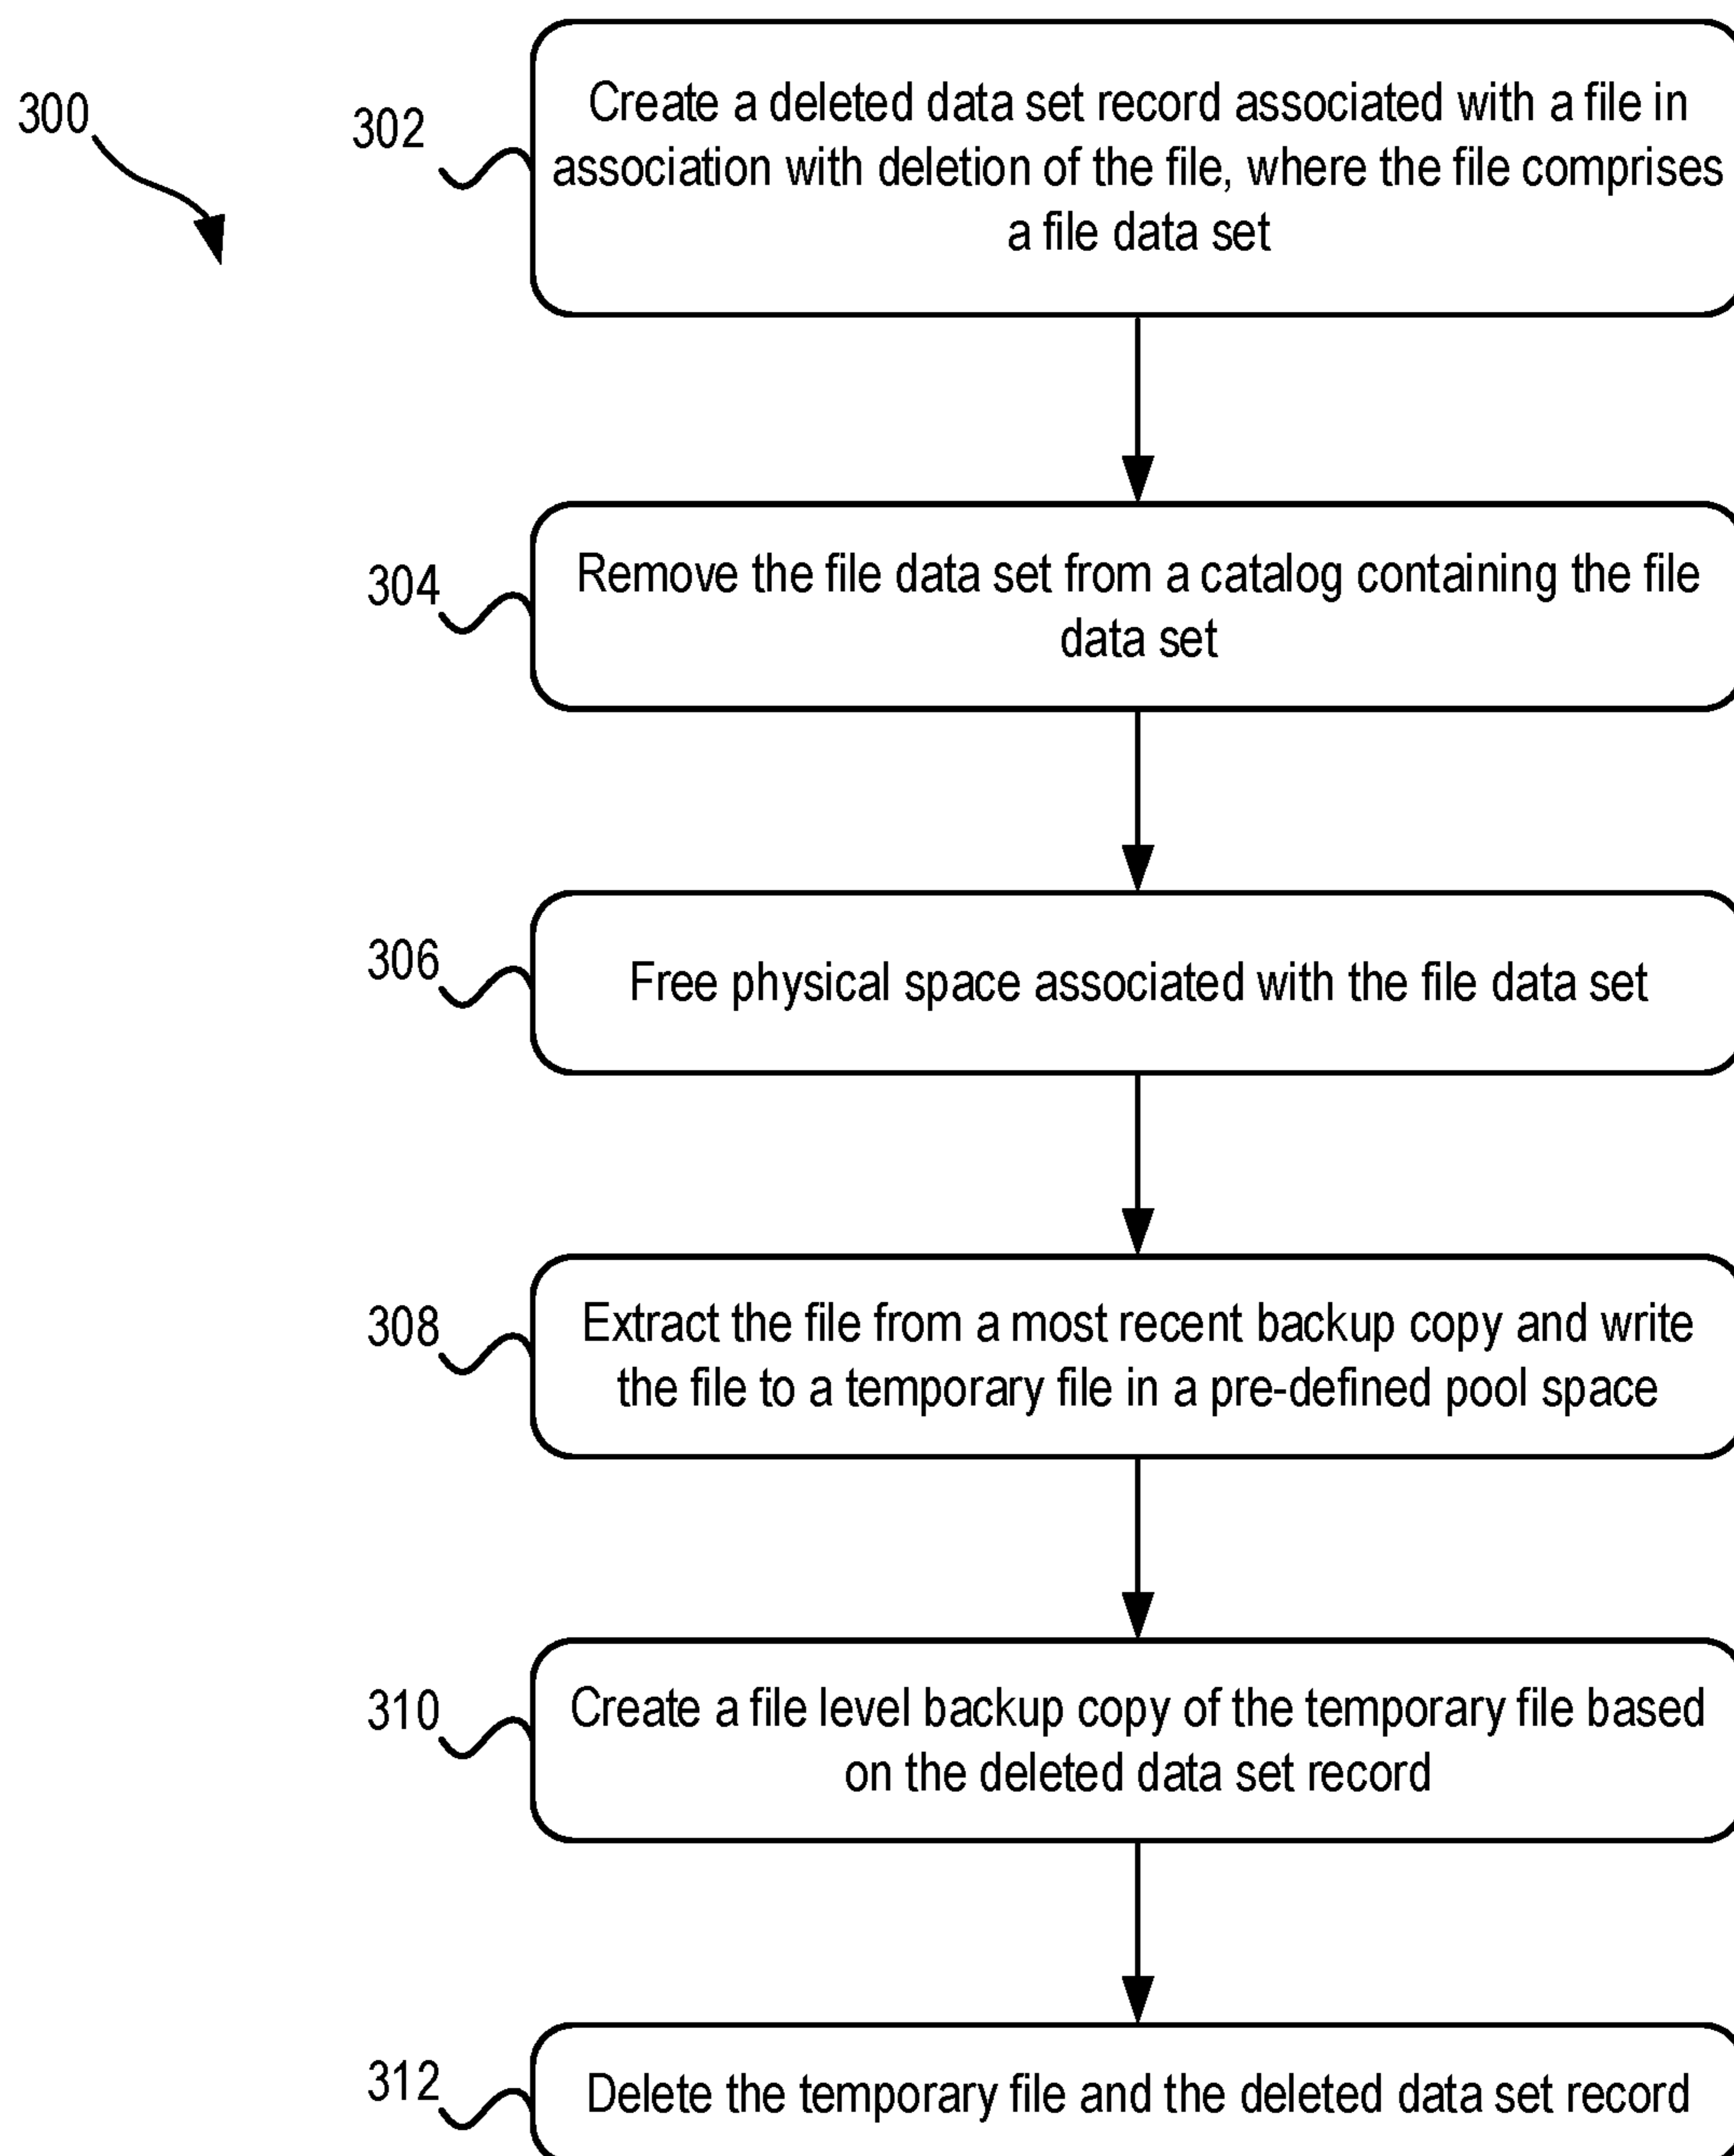 300
302
Create a deleted data set record associated with a file in
association with deletion of the file, where the file comprises
a file data set
304
Remove the file data set from a catalog containing the file
data set
306
Free physical space associated with the file data set
308
Extract the file from a most recent backup copy and write
the file to a temporary file in a pre-defined pool space
310
Create a file level backup copy of the temporary file based
on the deleted data set record
312
Delete the temporary file and the deleted data set record